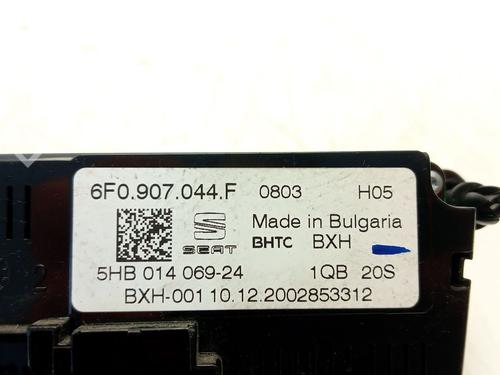 6F0.907.044.F 0803 H05
SEAT Made in Bulgaria
BHTC BXH
5HB 014 069-24 1QB 20S
BXH-001 10.12.2002853312
2